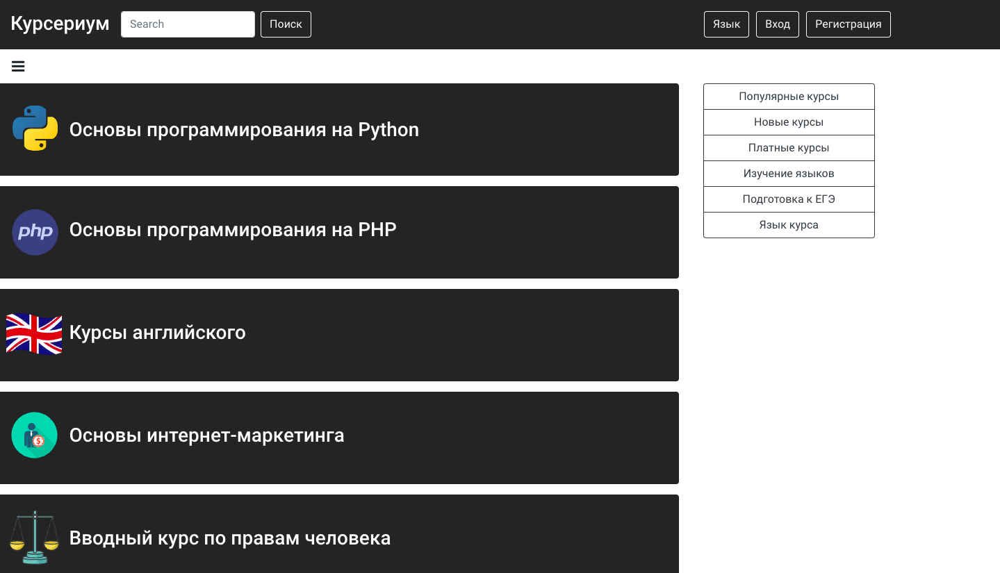 Курсериум
Search
Поиск
Язык
Вход
Регистрация
Основы программирования на Python
php
Основы программирования на PHP
Курсы английского
$
Основы интернет-маркетинга
Вводный курс по правам человека
Популярные курсы
Новые курсы
Платные курсы
Изучение языков
Подготовка к ЕГЭ
Язык курса